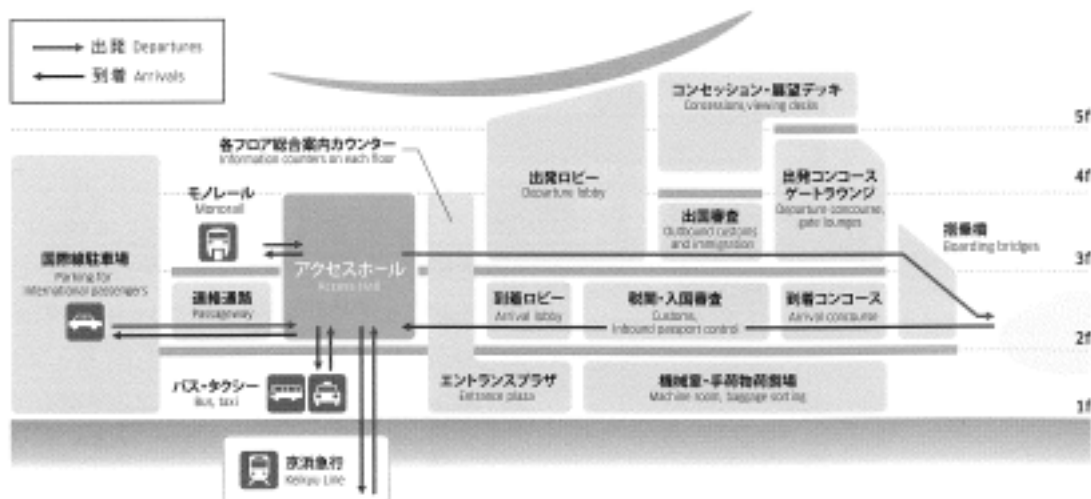 出発 Departures
到着 Arrivals
コンセッション・展望デッキ
Concessions, viewing decks
5f
各フロア総合案内カウンター
Information counters on each floor
出発ロビー
Departure lobby
出発コンコース
ゲートラウンジ
Departure concourse,
gate lounges
4f
モノレール
Monorail
出国審査
Outbound customs
and immigration
搭乗橋
Boarding bridges
国際線駐車場
Parking for
international passengers
アクセスホール
Access Hall
3f
連絡通路
Passageway
到着ロビー
Arrival lobby
税関・入国審査
Customs,
inbound passport control
到着コンコース
Arrival concourse
2f
バス・タクシー
Bus, taxi
エントランスプラザ
Entrance plaza
機械室・手荷物荷捌場
Machine room, baggage sorting
1f
京浜急行
Keikyu Line